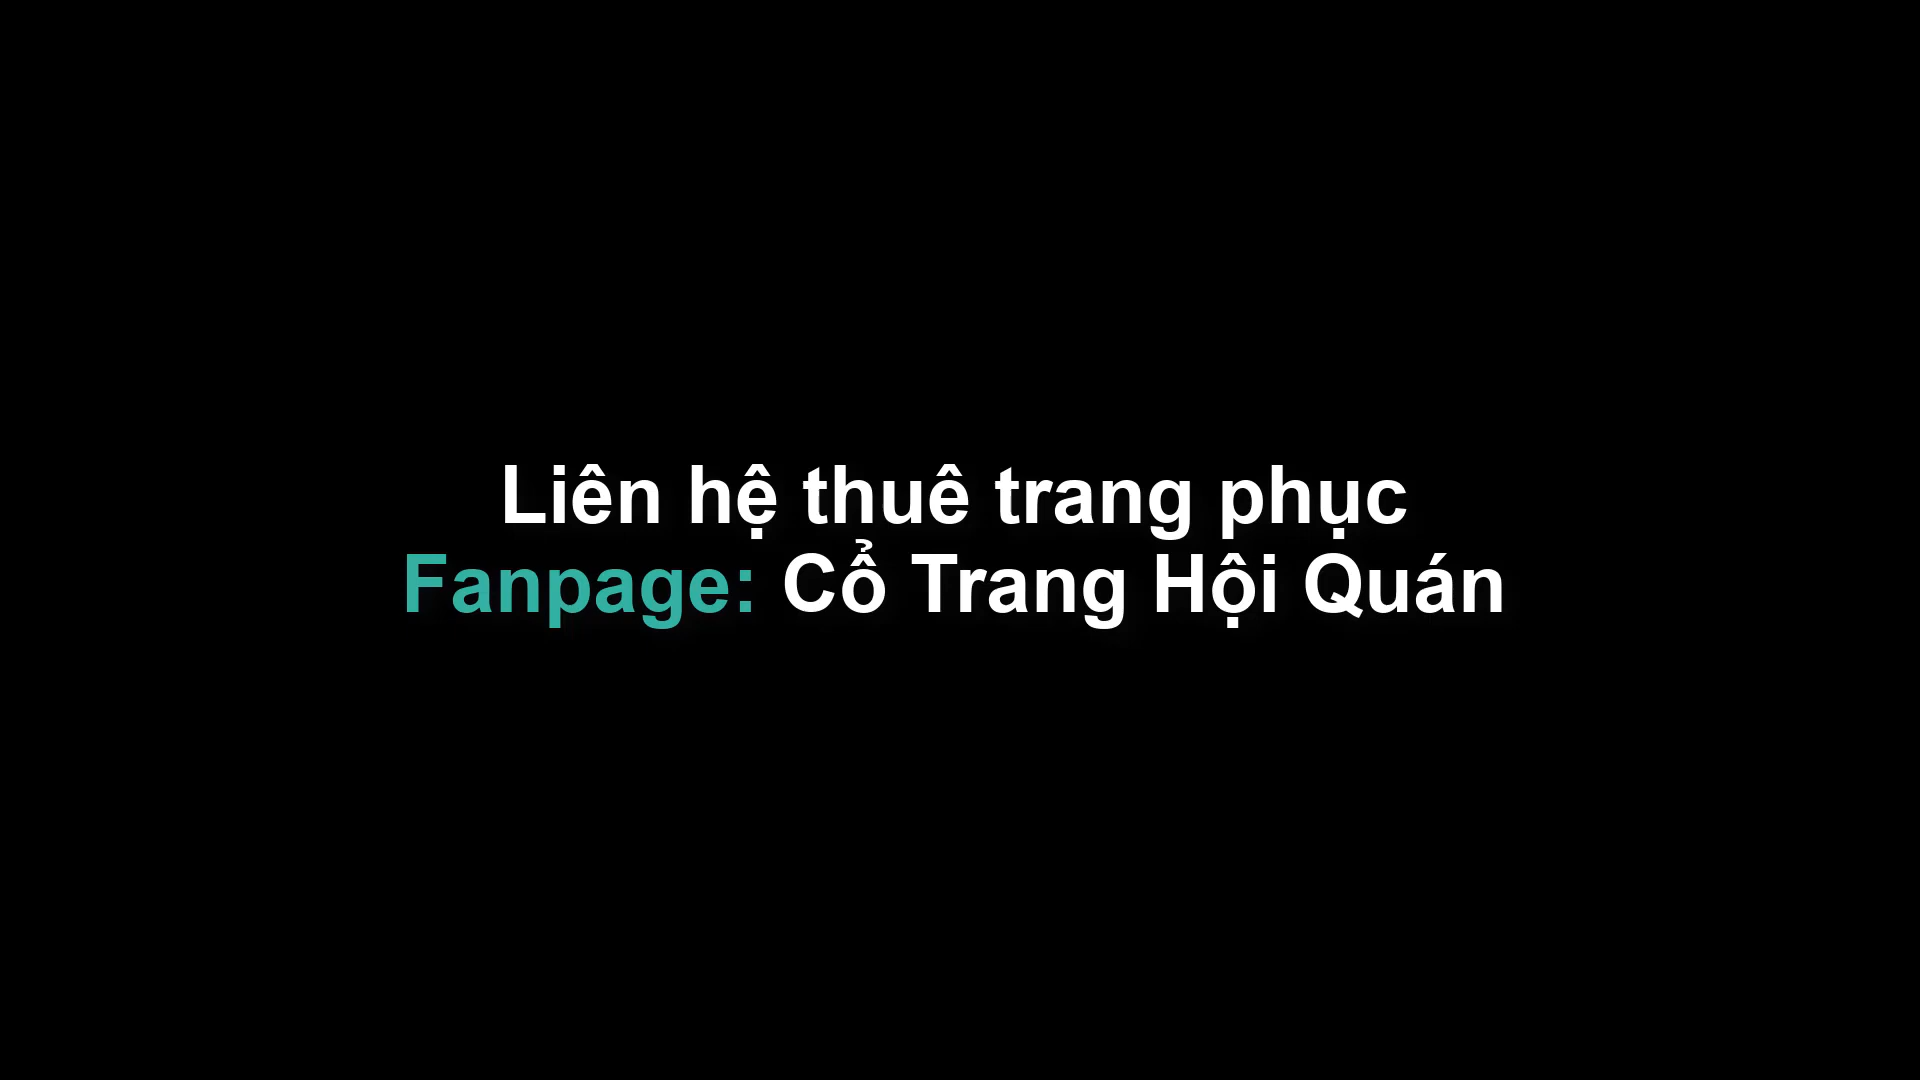 Liên hệ thuê trang phục
Fanpage: Cổ Trang Hội Quán